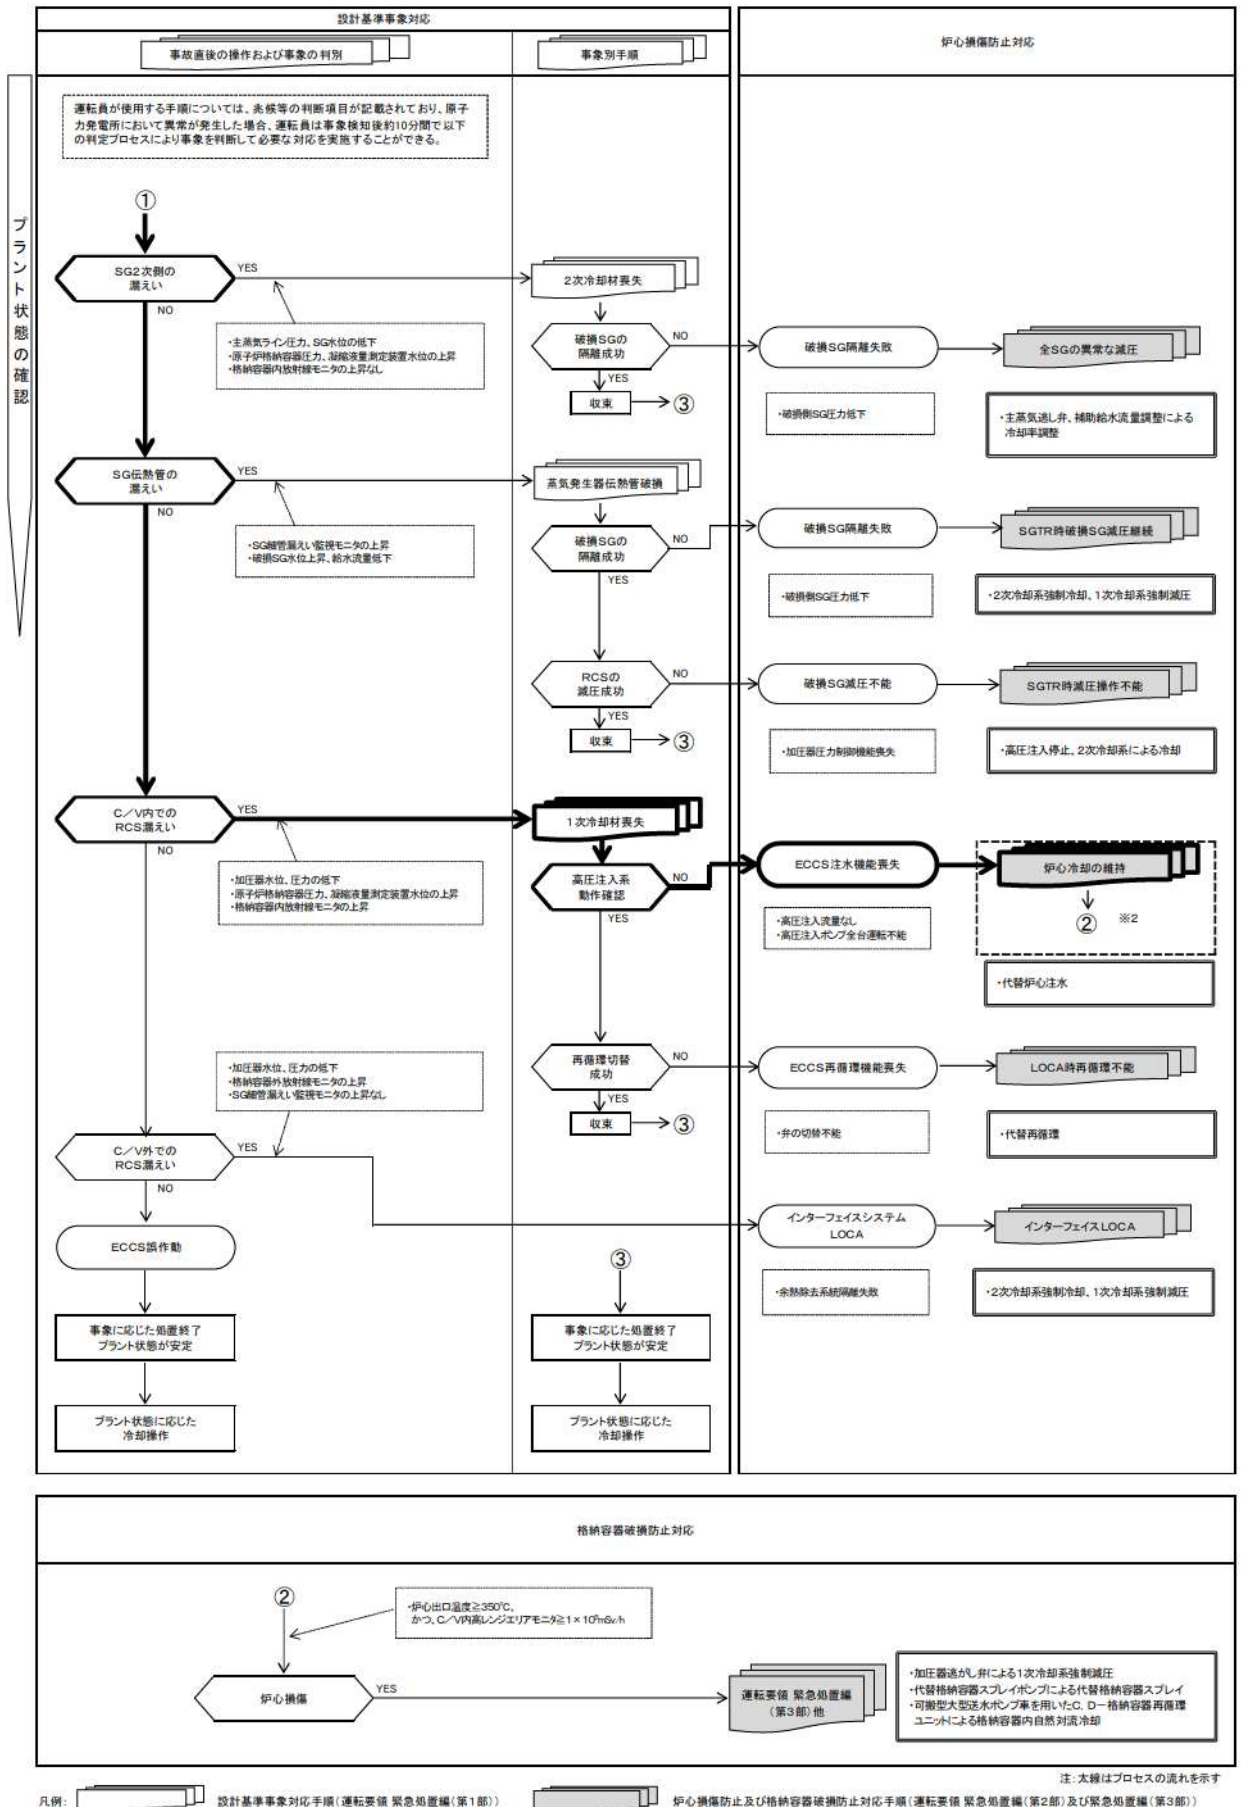 設計基準事象対応
事故直後の操作および事象の判別
事象別手順
炉心損傷防止対応
プラント状態の確認
運転員が使用する手順については、兆候等の判断項目が記載されており、原子
力発電所において異常が発生した場合、運転員は事象検知後約10分間で以下
の判定プロセスにより事象を判断して必要な対応を実施することができる。
①
SG2次側の
漏えい
YES
NO
・主蒸気ライン圧力、SG水位の低下
・原子炉格納容器圧力、凝縮液量測定装置水位の上昇
・格納容器内放射線モニタの上昇なし
2次冷却材喪失
破損SGの
隔離成功
NO
YES
収束
③
破損SG隔離失敗
全SGの異常な減圧
・破損側SG圧力低下
・主蒸気逃し弁、補助給水流量調整による
冷却率調整
SG伝熱管の
漏えい
YES
NO
・SG細管漏えい監視モニタの上昇
・破損SG水位上昇、給水流量低下
蒸気発生器伝熱管破損
破損SGの
隔離成功
NO
YES
破損SG隔離失敗
SGTR時破損SG減圧継続
・破損側SG圧力低下
・2次冷却系強制冷却、1次冷却系強制減圧
RCSの
減圧成功
NO
YES
収束
③
破損SG減圧不能
SGTR時減圧操作不能
・加圧器圧力制御機能喪失
・高圧注入停止、2次冷却系による冷却
C/V内での
RCS漏えい
YES
NO
・加圧器水位、圧力の低下
・原子炉格納容器圧力、凝縮液量測定装置水位の上昇
・格納容器内放射線モニタの上昇
1次冷却材喪失
高圧注入系
動作確認
NO
YES
ECCS注水機能喪失
炉心冷却の維持
② ※2
・高圧注入流量なし
・高圧注入ポンプ全台運転不能
・代替炉心注水
再循環切替
成功
NO
YES
収束
③
ECCS再循環機能喪失
LOCA時再循環不能
・弁の切替不能
・代替再循環
・加圧器水位、圧力の低下
・格納容器外放射線モニタの上昇
・SG細管漏えい監視モニタの上昇なし
C/V外での
RCS漏えい
YES
NO
インターフェイスシステム
LOCA
インターフェイスLOCA
・余熱除去系統隔離失敗
・2次冷却系強制冷却、1次冷却系強制減圧
ECCS誤作動
事象に応じた処置終了
プラント状態が安定
プラント状態に応じた
冷却操作
③
事象に応じた処置終了
プラント状態が安定
プラント状態に応じた
冷却操作
格納容器破損防止対応
②
・炉心出口温度≧350℃、
かつ、C/V内高レンジエリアモニタ≧1×10⁵mSv/h
炉心損傷
YES
運転要領 緊急処置編
(第3部)他
・加圧器逃がし弁による1次冷却系強制減圧
・代替格納容器スプレイポンプによる代替格納容器スプレイ
・可搬型大型送水ポンプ車を用いたC、D-格納容器再循環
ユニットによる格納容器内自然対流冷却
注:太線はプロセスの流れを示す
凡例:
設計基準事象対応手順(運転要領 緊急処置編(第1部))
炉心損傷防止及び格納容器破損防止対応手順(運転要領 緊急処置編(第2部)及び緊急処置編(第3部))